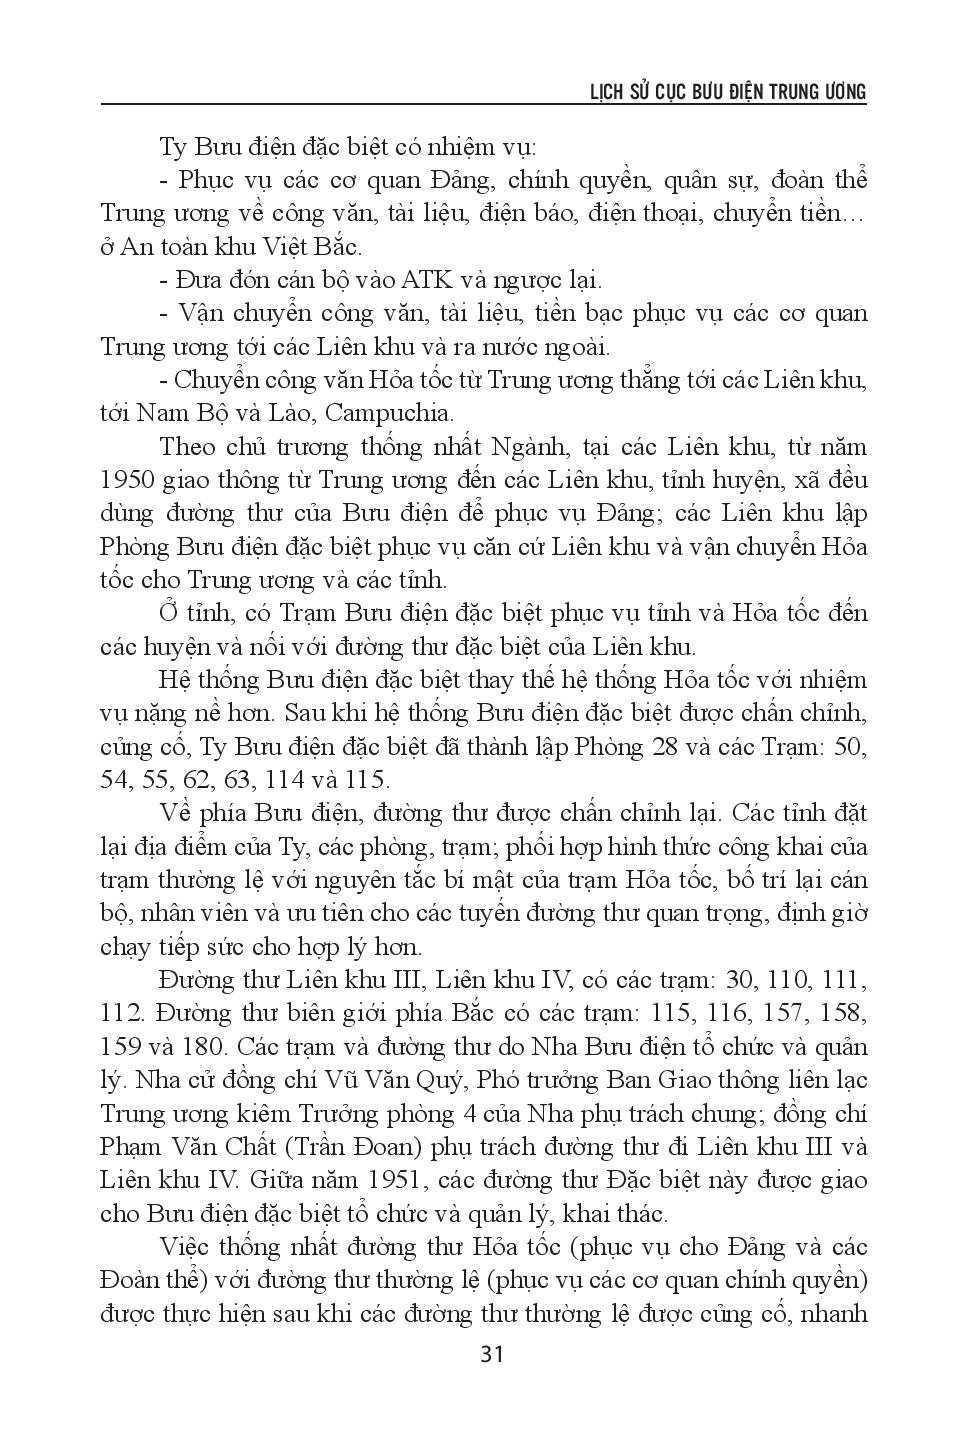 LỊCH SỬ CỤC BƯU ĐIỆN TRUNG ƯƠNG
Ty Bưu điện đặc biệt có nhiệm vụ:
- Phục vụ các cơ quan Đảng, chính quyền, quân sự, đoàn thể
Trung ương về công văn, tài liệu, điện báo, điện thoại, chuyển tiền…
ở An toàn khu Việt Bắc.
- Đưa đón cán bộ vào ATK và ngược lại.
- Vận chuyển công văn, tài liệu, tiền bạc phục vụ các cơ quan
Trung ương tới các Liên khu và ra nước ngoài.
- Chuyển công văn Hỏa tốc từ Trung ương thẳng tới các Liên khu,
tới Nam Bộ và Lào, Campuchia.
Theo chủ trương thống nhất Ngành, tại các Liên khu, từ năm
1950 giao thông từ Trung ương đến các Liên khu, tỉnh huyện, xã đều
dùng đường thư của Bưu điện để phục vụ Đảng; các Liên khu lập
Phòng Bưu điện đặc biệt phục vụ căn cứ Liên khu và vận chuyển Hỏa
tốc cho Trung ương và các tỉnh.
Ở tỉnh, có Trạm Bưu điện đặc biệt phục vụ tỉnh và Hỏa tốc đến
các huyện và nối với đường thư đặc biệt của Liên khu.
Hệ thống Bưu điện đặc biệt thay thế hệ thống Hỏa tốc với nhiệm
vụ nặng nề hơn. Sau khi hệ thống Bưu điện đặc biệt được chấn chỉnh,
củng cố, Ty Bưu điện đặc biệt đã thành lập Phòng 28 và các Trạm: 50,
54, 55, 62, 63, 114 và 115.
Về phía Bưu điện, đường thư được chấn chỉnh lại. Các tỉnh đặt
lại địa điểm của Ty, các phòng, trạm; phối hợp hình thức công khai của
trạm thường lệ với nguyên tắc bí mật của trạm Hỏa tốc, bố trí lại cán
bộ, nhân viên và ưu tiên cho các tuyến đường thư quan trọng, định giờ
chạy tiếp sức cho hợp lý hơn.
Đường thư Liên khu III, Liên khu IV, có các trạm: 30, 110, 111,
112. Đường thư biên giới phía Bắc có các trạm: 115, 116, 157, 158,
159 và 180. Các trạm và đường thư do Nha Bưu điện tổ chức và quản
lý. Nha cử đồng chí Vũ Văn Quý, Phó trưởng Ban Giao thông liên lạc
Trung ương kiêm Trưởng phòng 4 của Nha phụ trách chung; đồng chí
Phạm Văn Chất (Trần Đoan) phụ trách đường thư đi Liên khu III và
Liên khu IV. Giữa năm 1951, các đường thư Đặc biệt này được giao
cho Bưu điện đặc biệt tổ chức và quản lý, khai thác.
Việc thống nhất đường thư Hỏa tốc (phục vụ cho Đảng và các
Đoàn thể) với đường thư thường lệ (phục vụ các cơ quan chính quyền)
được thực hiện sau khi các đường thư thường lệ được củng cố, nhanh
31